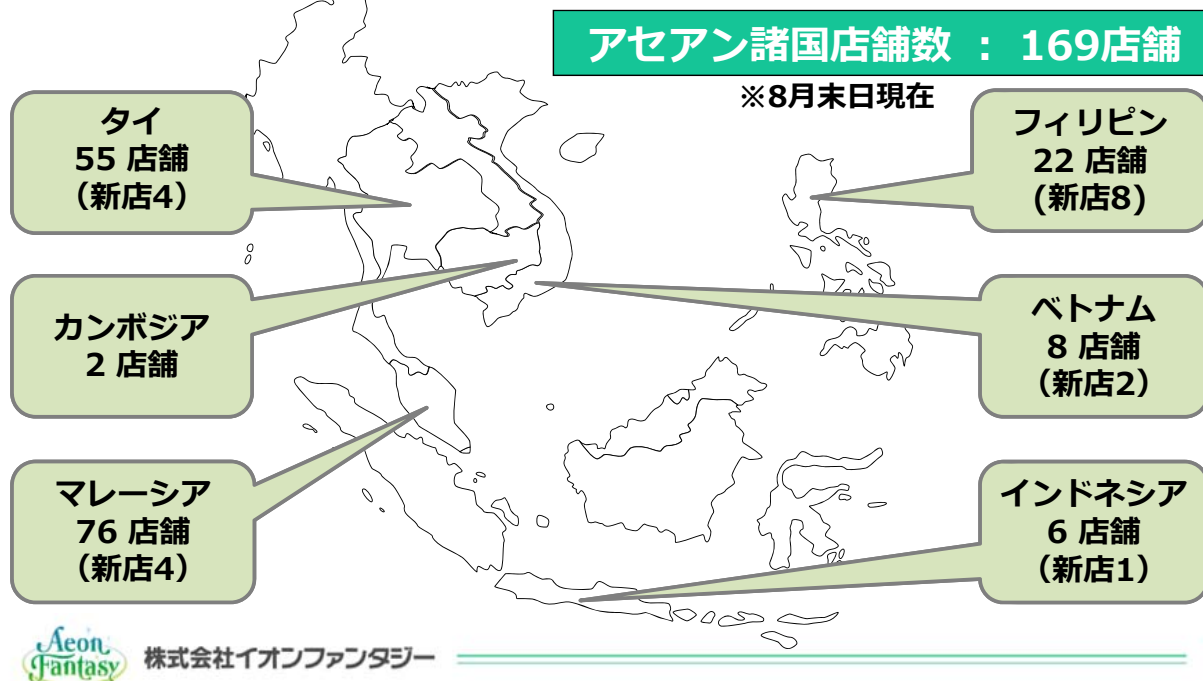 アセアン諸国店舗数 : 169店舗
※8月末日現在
タイ
55 店舗
（新店4）
フィリピン
22 店舗
(新店8)
カンボジア
2 店舗
ベトナム
8 店舗
（新店2）
マレーシア
76 店舗
（新店4）
インドネシア
6 店舗
（新店1）
Aeon
Fantasy
株式会社イオンファンタジー